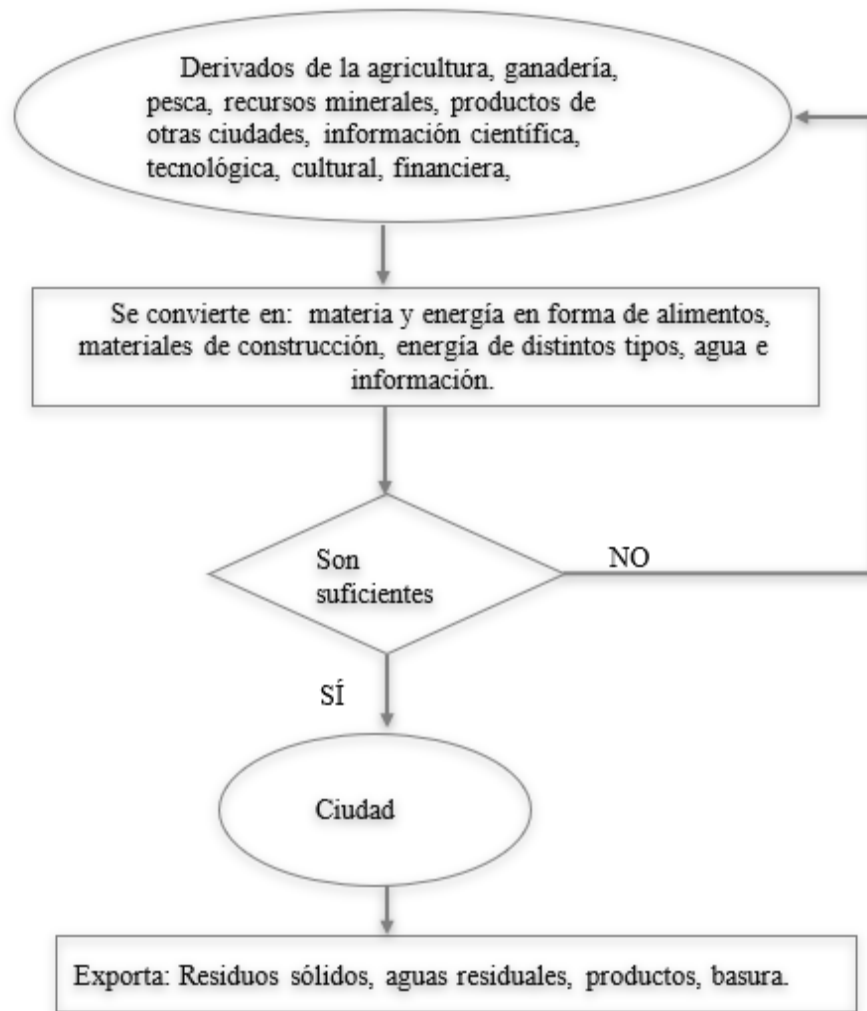 Derivados de la agricultura, ganadería,
pesca, recursos minerales, productos de
otras ciudades, información científica,
tecnológica, cultural, financiera,
Se convierte en: materia y energía en forma de alimentos,
materiales de construcción, energía de distintos tipos, agua e
información.
Son
suficientes
NO
SÍ
Ciudad
Exporta: Residuos sólidos, aguas residuales, productos, basura.